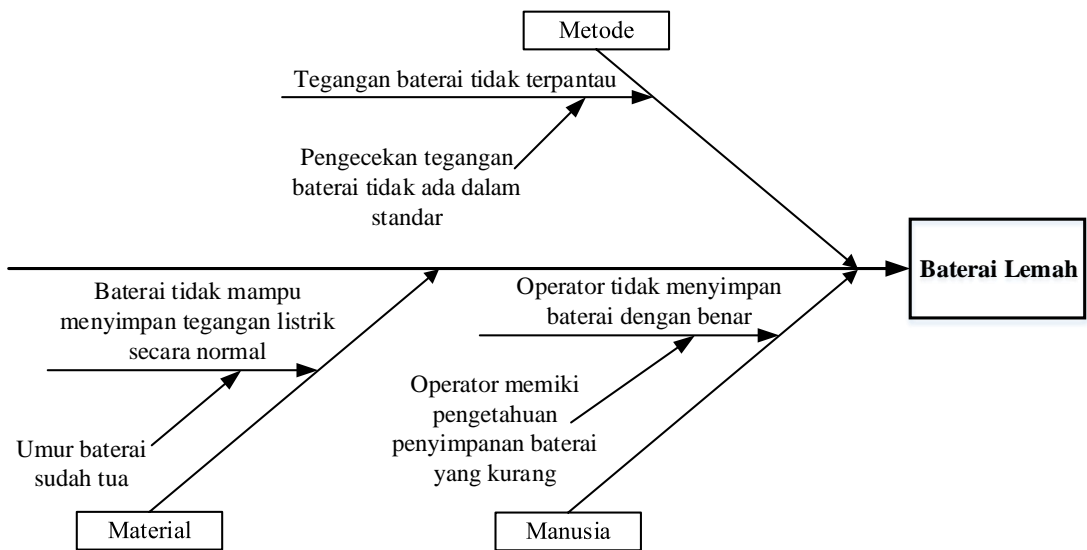 Metode
Tegangan baterai tidak terpantau
Pengecekan tegangan
baterai tidak ada dalam
standar
Baterai Lemah
Baterai tidak mampu
menyimpan tegangan listrik
secara normal
Operator tidak menyimpan
baterai dengan benar
Umur baterai
sudah tua
Operator memiki
pengetahuan
penyimpanan baterai
yang kurang
Material
Manusia